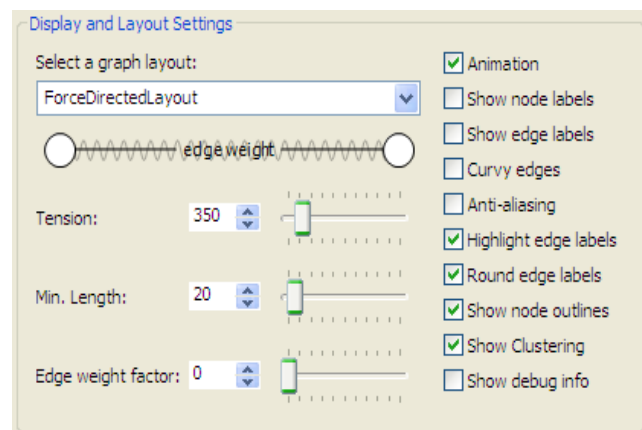 Display and Layout Settings
Select a graph layout:
ForceDirectedLayout
edge weight
Tension: 350
Min. Length: 20
Edge weight factor: 0
Animation
Show node labels
Show edge labels
Curvy edges
Anti-aliasing
Highlight edge labels
Round edge labels
Show node outlines
Show Clustering
Show debug info